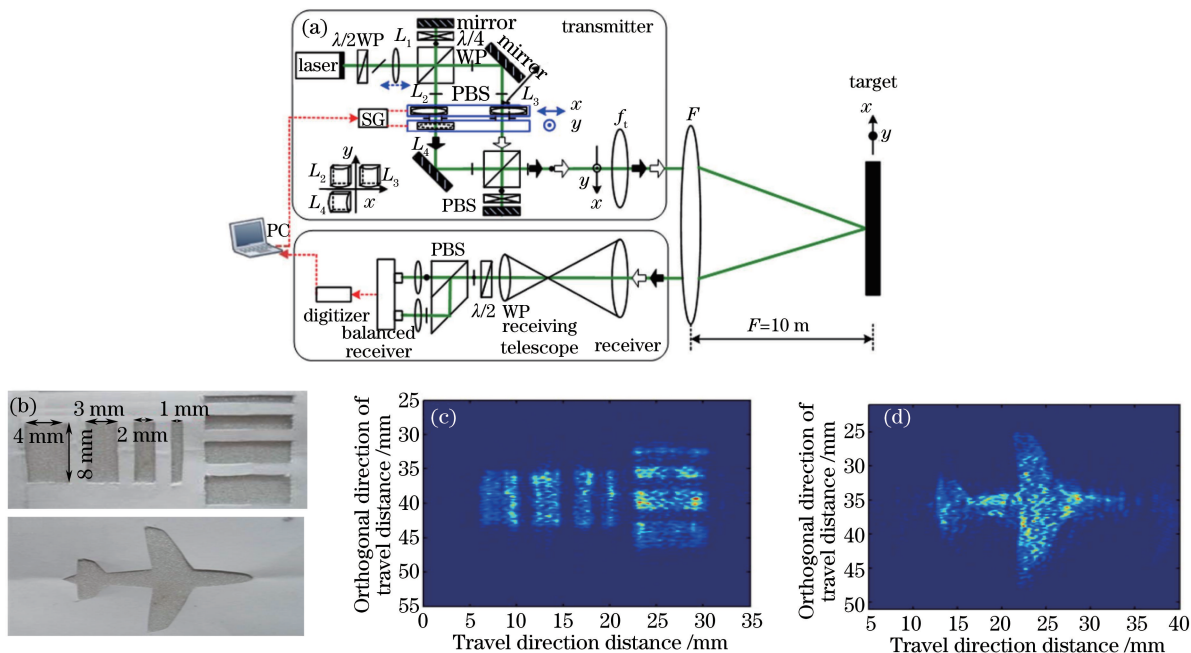 (a)
transmitter
mirror
λ/4
WP
λ/2WP
L1
mirror
laser
L2
PBS
L3
SG
x
y
L4
y
L2
L3
L4
x
PBS
y
x
ft
F
target
x
y
PC
digitizer
balanced
receiver
PBS
λ/2
WP
receiving
telescope
receiver
F=10 m
(b)
3 mm
1 mm
4 mm
2 mm
8 mm
(c)
Orthogonal direction of
travel distance /mm
25
30
35
40
45
50
55
0
5
10
15
20
25
30
35
Travel direction distance /mm
(d)
Orthogonal direction of
travel distance /mm
25
30
35
40
45
50
5
10
15
20
25
30
35
40
Travel direction distance /mm